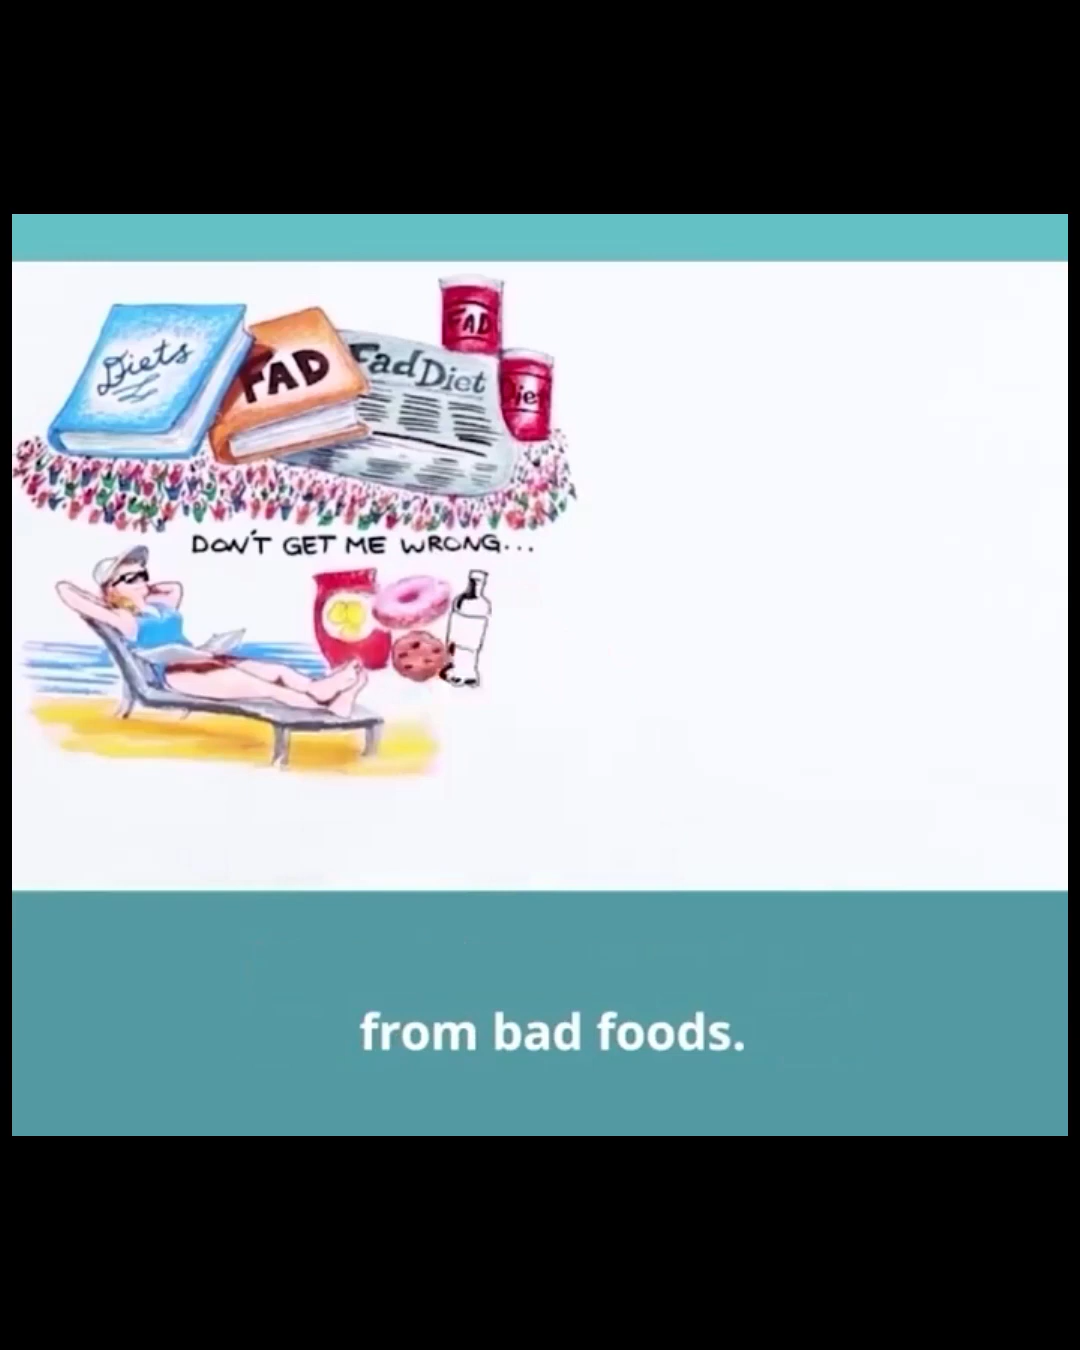 Diets
FAD
Fad Diet
FAD
Diet
DON'T GET ME WRONG...
from bad foods.